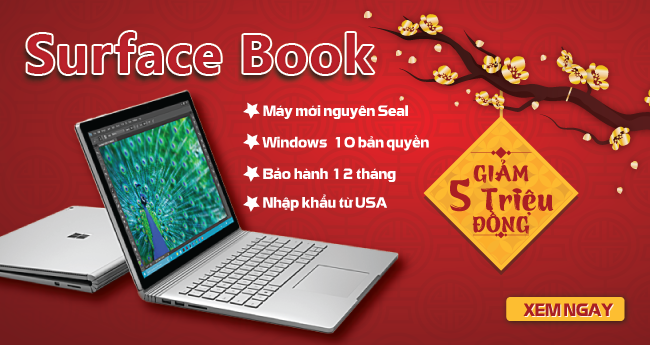 Surface Book
Máy mới nguyên Seal
Windows 10 bản quyền
Bảo hành 12 tháng
Nhập khẩu từ USA
GIẢM
5 Triệu
ĐỒNG
XEM NGAY